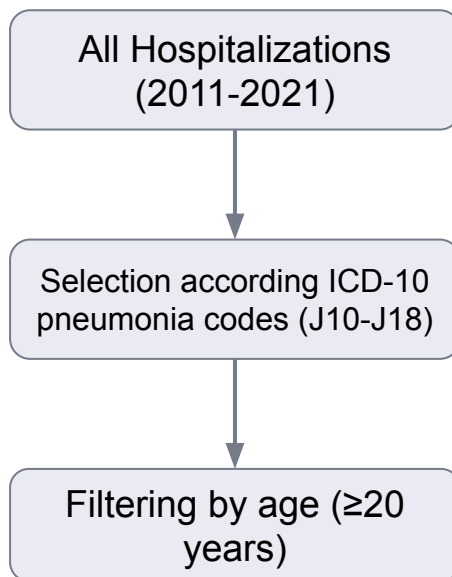 All Hospitalizations
(2011-2021)
Selection according ICD-10
pneumonia codes (J10-J18)
Filtering by age (≥20
years)